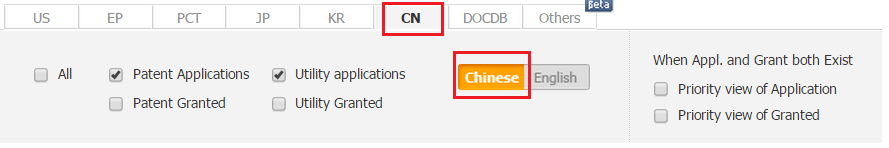 Beta
US EP PCT JP KR CN DOCDB Others
When Appl. and Grant both Exist
All Patent Applications Utility applications Chinese English
Priority view of Application
Patent Granted Utility Granted
Priority view of Granted